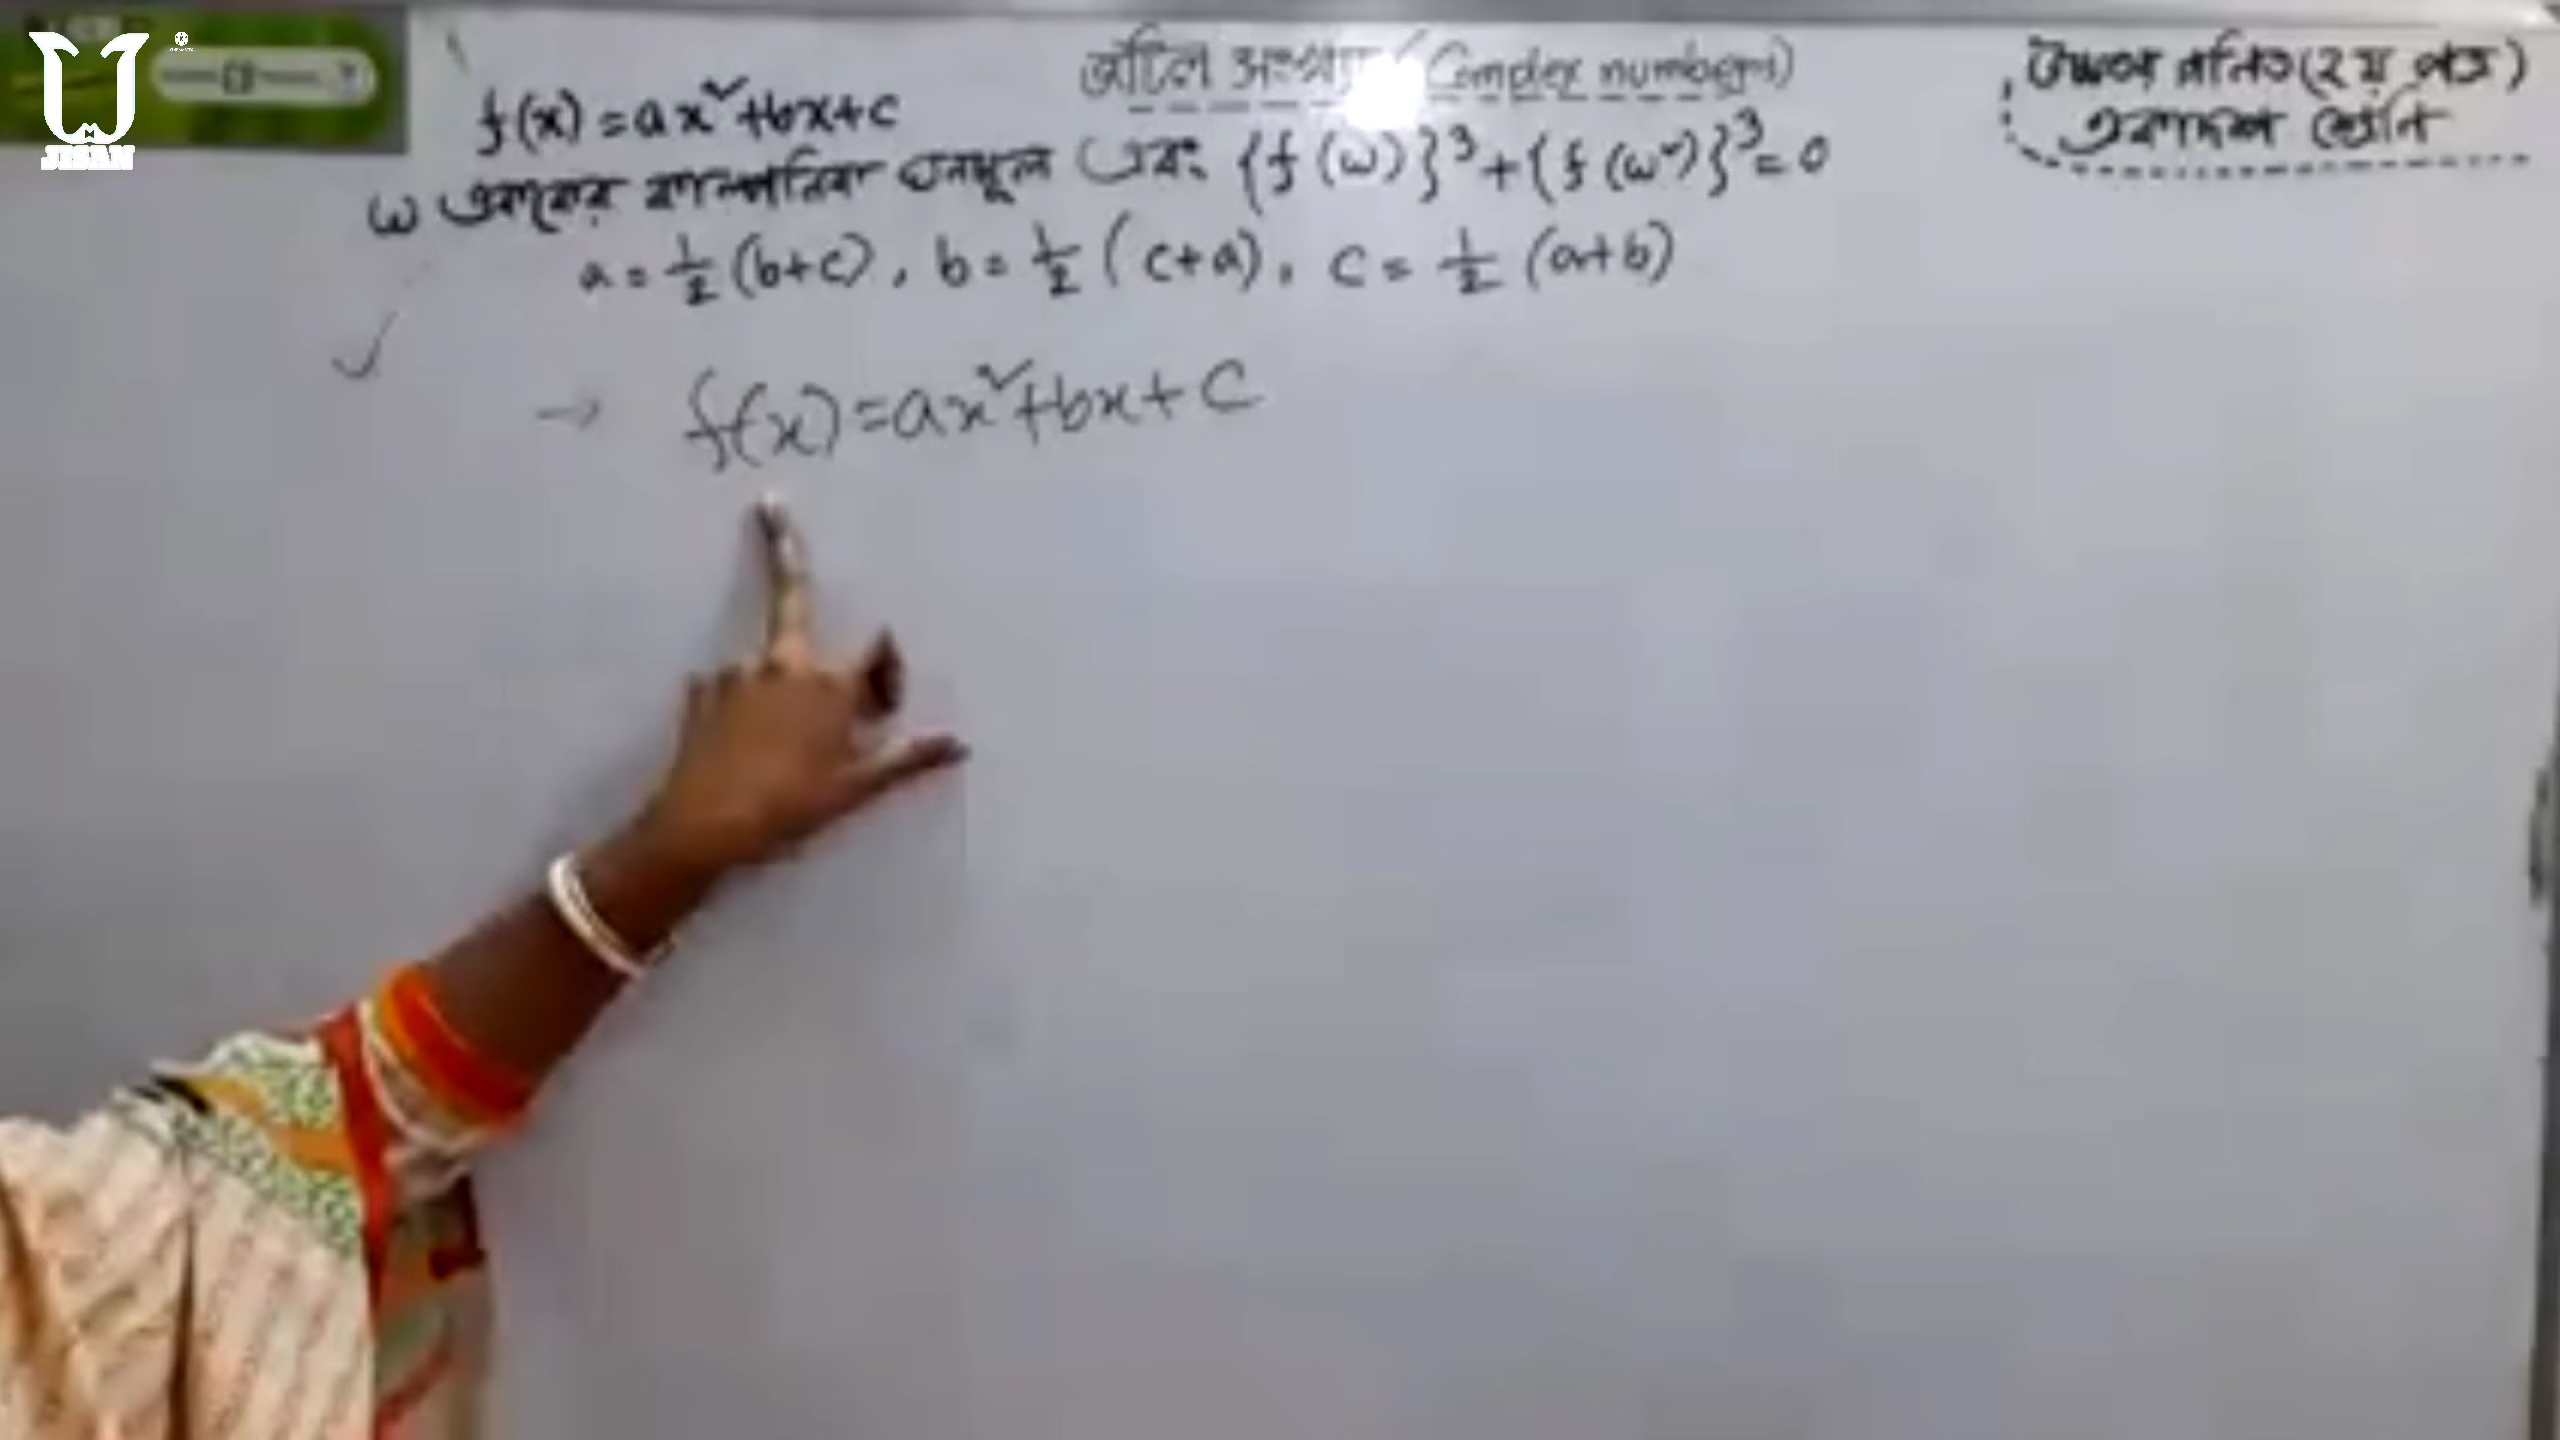 JISAN
জটিল সংখ্যা (Complex numbers)
উচ্চতর গণিত (২য় পত্র)
একাদশ শ্রেণি
f(x) = ax²+bx+c
ω এককের কাল্পনিক ঘনমূল এবং {f(ω)}³+{f(ω²)}³=0
a = 1/2 (b+c), b = 1/2 (c+a), c = 1/2 (a+b)
→ f(x)=ax²+bx+c